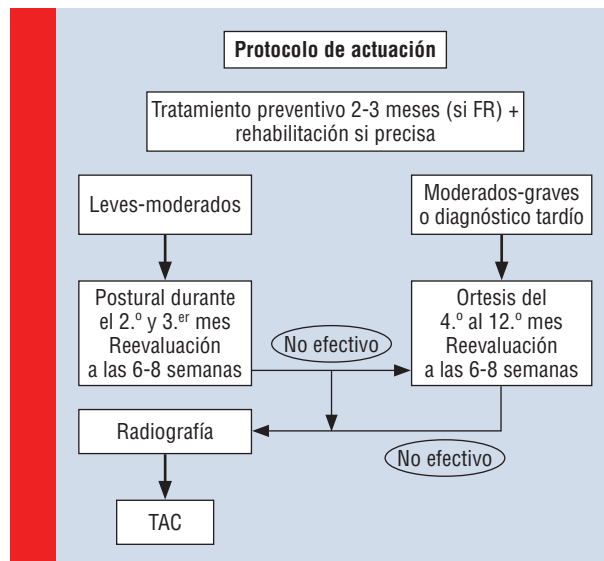 Protocolo de actuación
Tratamiento preventivo 2-3 meses (si FR) +
rehabilitación si precisa
Leves-moderados
Moderados-graves
o diagnóstico tardío
Postural durante
el 2.º y 3.er mes
Reevaluación
a las 6-8 semanas
No efectivo
Ortesis del
4.º al 12.º mes
Reevaluación
a las 6-8 semanas
Radiografía
No efectivo
TAC